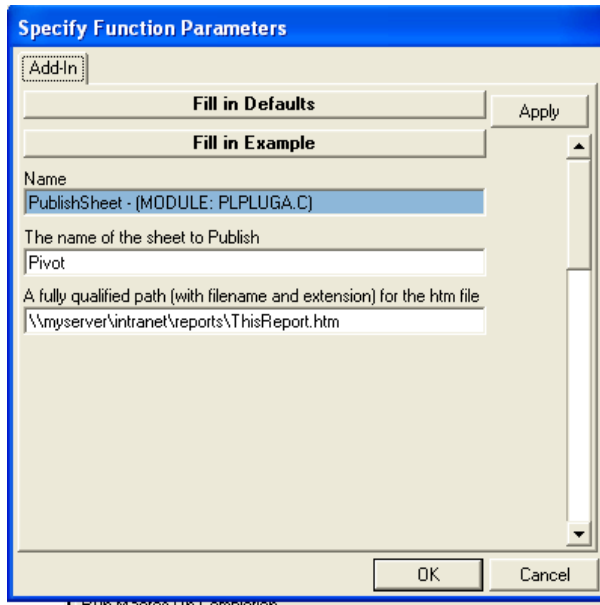 Specify Function Parameters
Add-In
Fill in Defaults
Apply
Fill in Example
Name
PublishSheet - (MODULE: PLPLUGA.C)
The name of the sheet to Publish
Pivot
A fully qualified path (with filename and extension) for the htm file
\\myserver\intranet\reports\ThisReport.htm
OK
Cancel